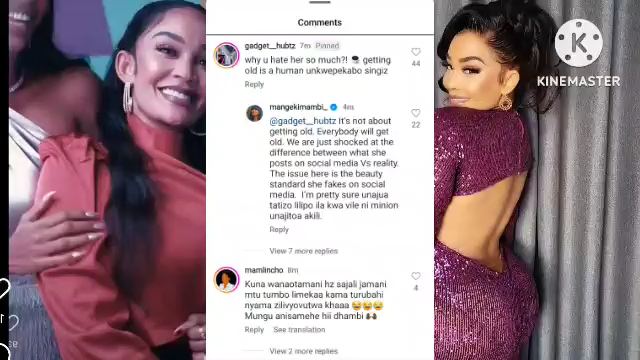 Comments
gadget__hubtz 7m Pinned
why u hate her so much?! getting
old is a human unkwepekabo singiz
44
Reply
mangekimambi_ 4m
@gadget__hubtz It's not about
getting old. Everybody will get
old. We are just shocked at the
difference between what she
posts on social media Vs reality.
The issue here is the beauty
standard she fakes on social
media. I'm pretty sure unajua
tatizo lilipo ila kwa vile ni minion
unajitoa akili.
22
Reply
View 7 more replies
mamlincho 8m
Kuna wanaotamani hz sajali jamani
mtu tumbo limekaa kama turubahi
nyama zilivyovutwa khaaa 😂😂😂
Mungu anisamehe hii dhambi 🙌🏿
4
Reply See translation
View 2 more replies
KINEMASTER